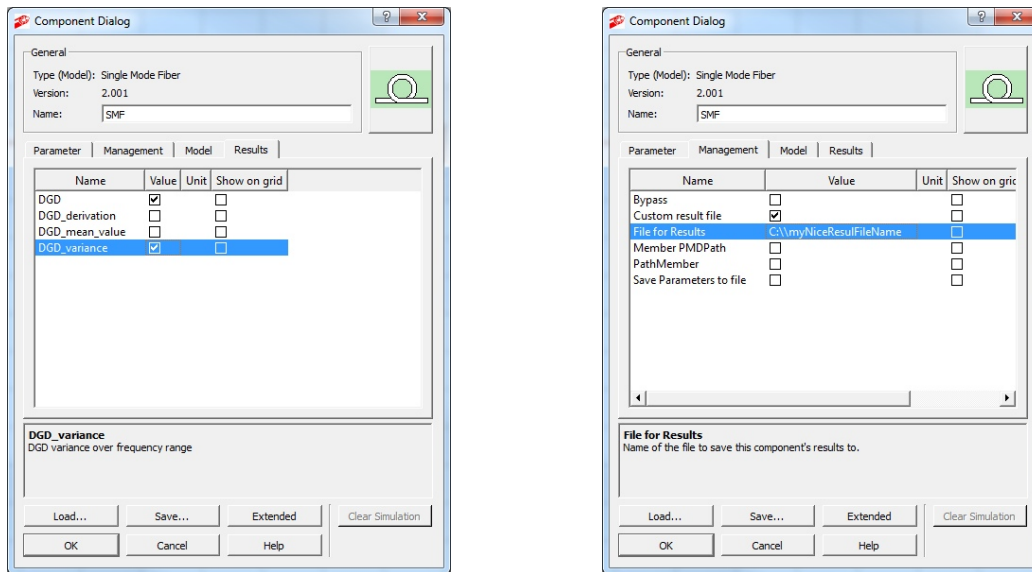 Component Dialog
General
Type (Model): Single Mode Fiber
Version: 2.001
Name: SMF
Parameter Management Model Results
Name Value Unit Show on grid
DGD
DGD_derivation
DGD_mean_value
DGD_variance
DGD_variance
DGD variance over frequency range
Load... Save... Extended Clear Simulation
OK Cancel Help
Component Dialog
General
Type (Model): Single Mode Fiber
Version: 2.001
Name: SMF
Parameter Management Model Results
Name Value Unit Show on grid
Bypass
Custom result file
File for Results C:\\myNiceResulFileName
Member PMDPath
PathMember
Save Parameters to file
File for Results
Name of the file to save this component's results to.
Load... Save... Extended Clear Simulation
OK Cancel Help